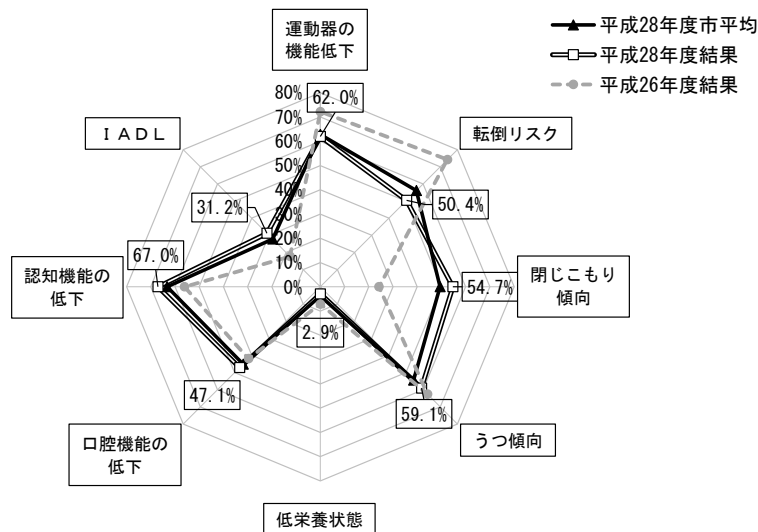 平成28年度市平均
平成28年度結果
平成26年度結果
運動器の
機能低下
転倒リスク
閉じこもり
傾向
うつ傾向
低栄養状態
口腔機能の
低下
認知機能の
低下
ＩＡＤＬ
80%
70%
60%
50%
40%
30%
20%
10%
0%
62.0%
50.4%
54.7%
59.1%
2.9%
47.1%
67.0%
31.2%